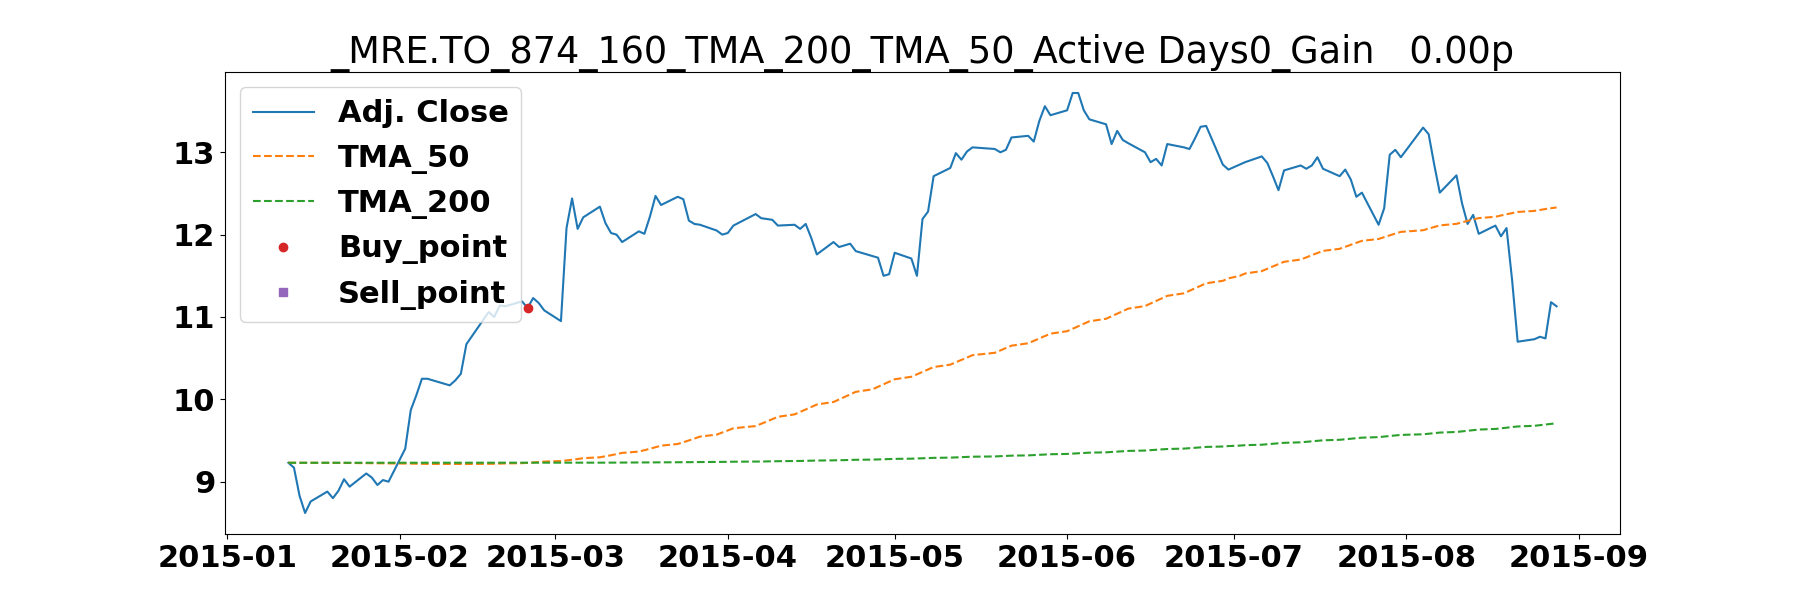 _MRE.TO_874_160_TMA_200_TMA_50_Active Days0_Gain   0.00p
Adj. Close
TMA_50
TMA_200
Buy_point
Sell_point
13
12
11
10
9
2015-01 2015-02 2015-03 2015-04 2015-05 2015-06 2015-07 2015-08 2015-09